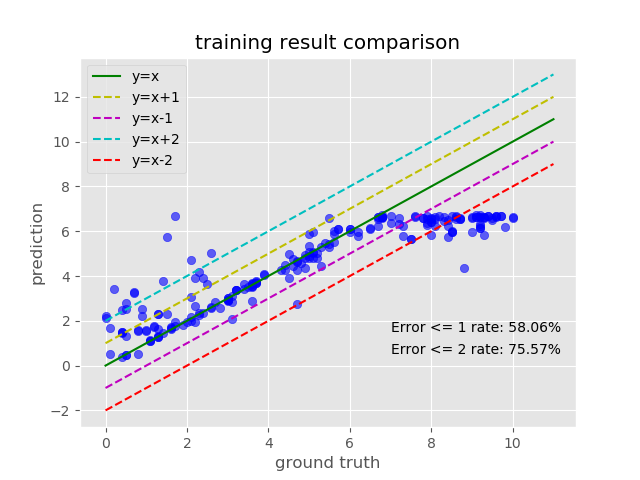 training result comparison
y=x
y=x+1
y=x-1
y=x+2
y=x-2
12
10
8
6
4
2
0
−2
prediction
Error <= 1 rate: 58.06%
Error <= 2 rate: 75.57%
0 2 4 6 8 10
ground truth